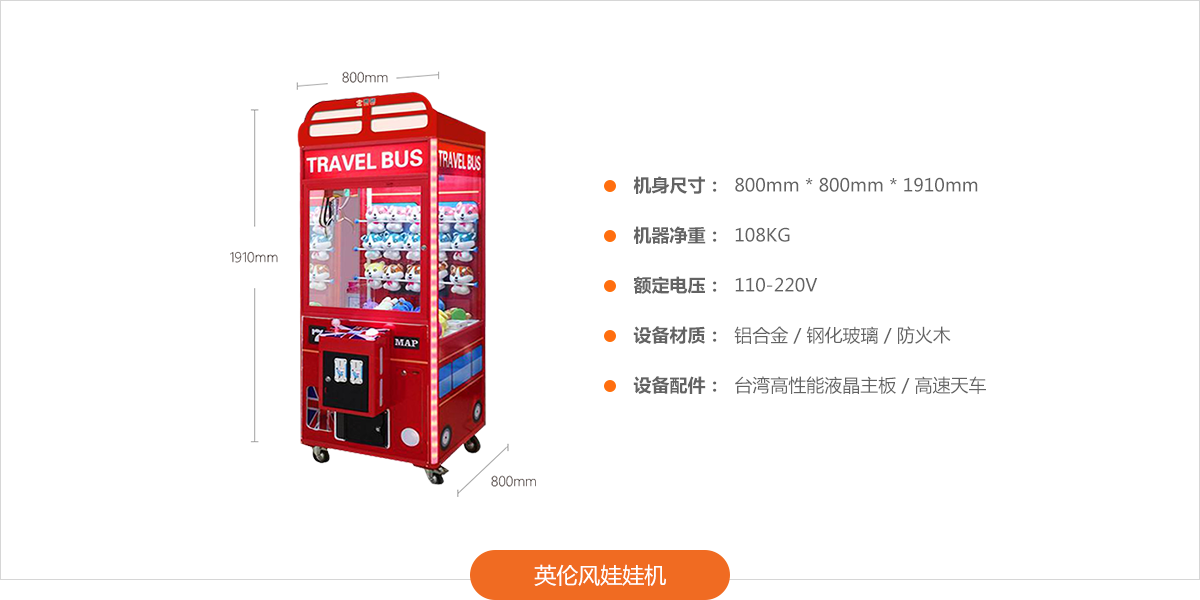 800mm
TRAVEL BUS
TRAVEL BUS
1910mm
MAP
800mm
机身尺寸： 800mm * 800mm * 1910mm
机器净重： 108KG
额定电压： 110-220V
设备材质： 铝合金 / 钢化玻璃 / 防火木
设备配件： 台湾高性能液晶主板 / 高速天车
英伦风娃娃机